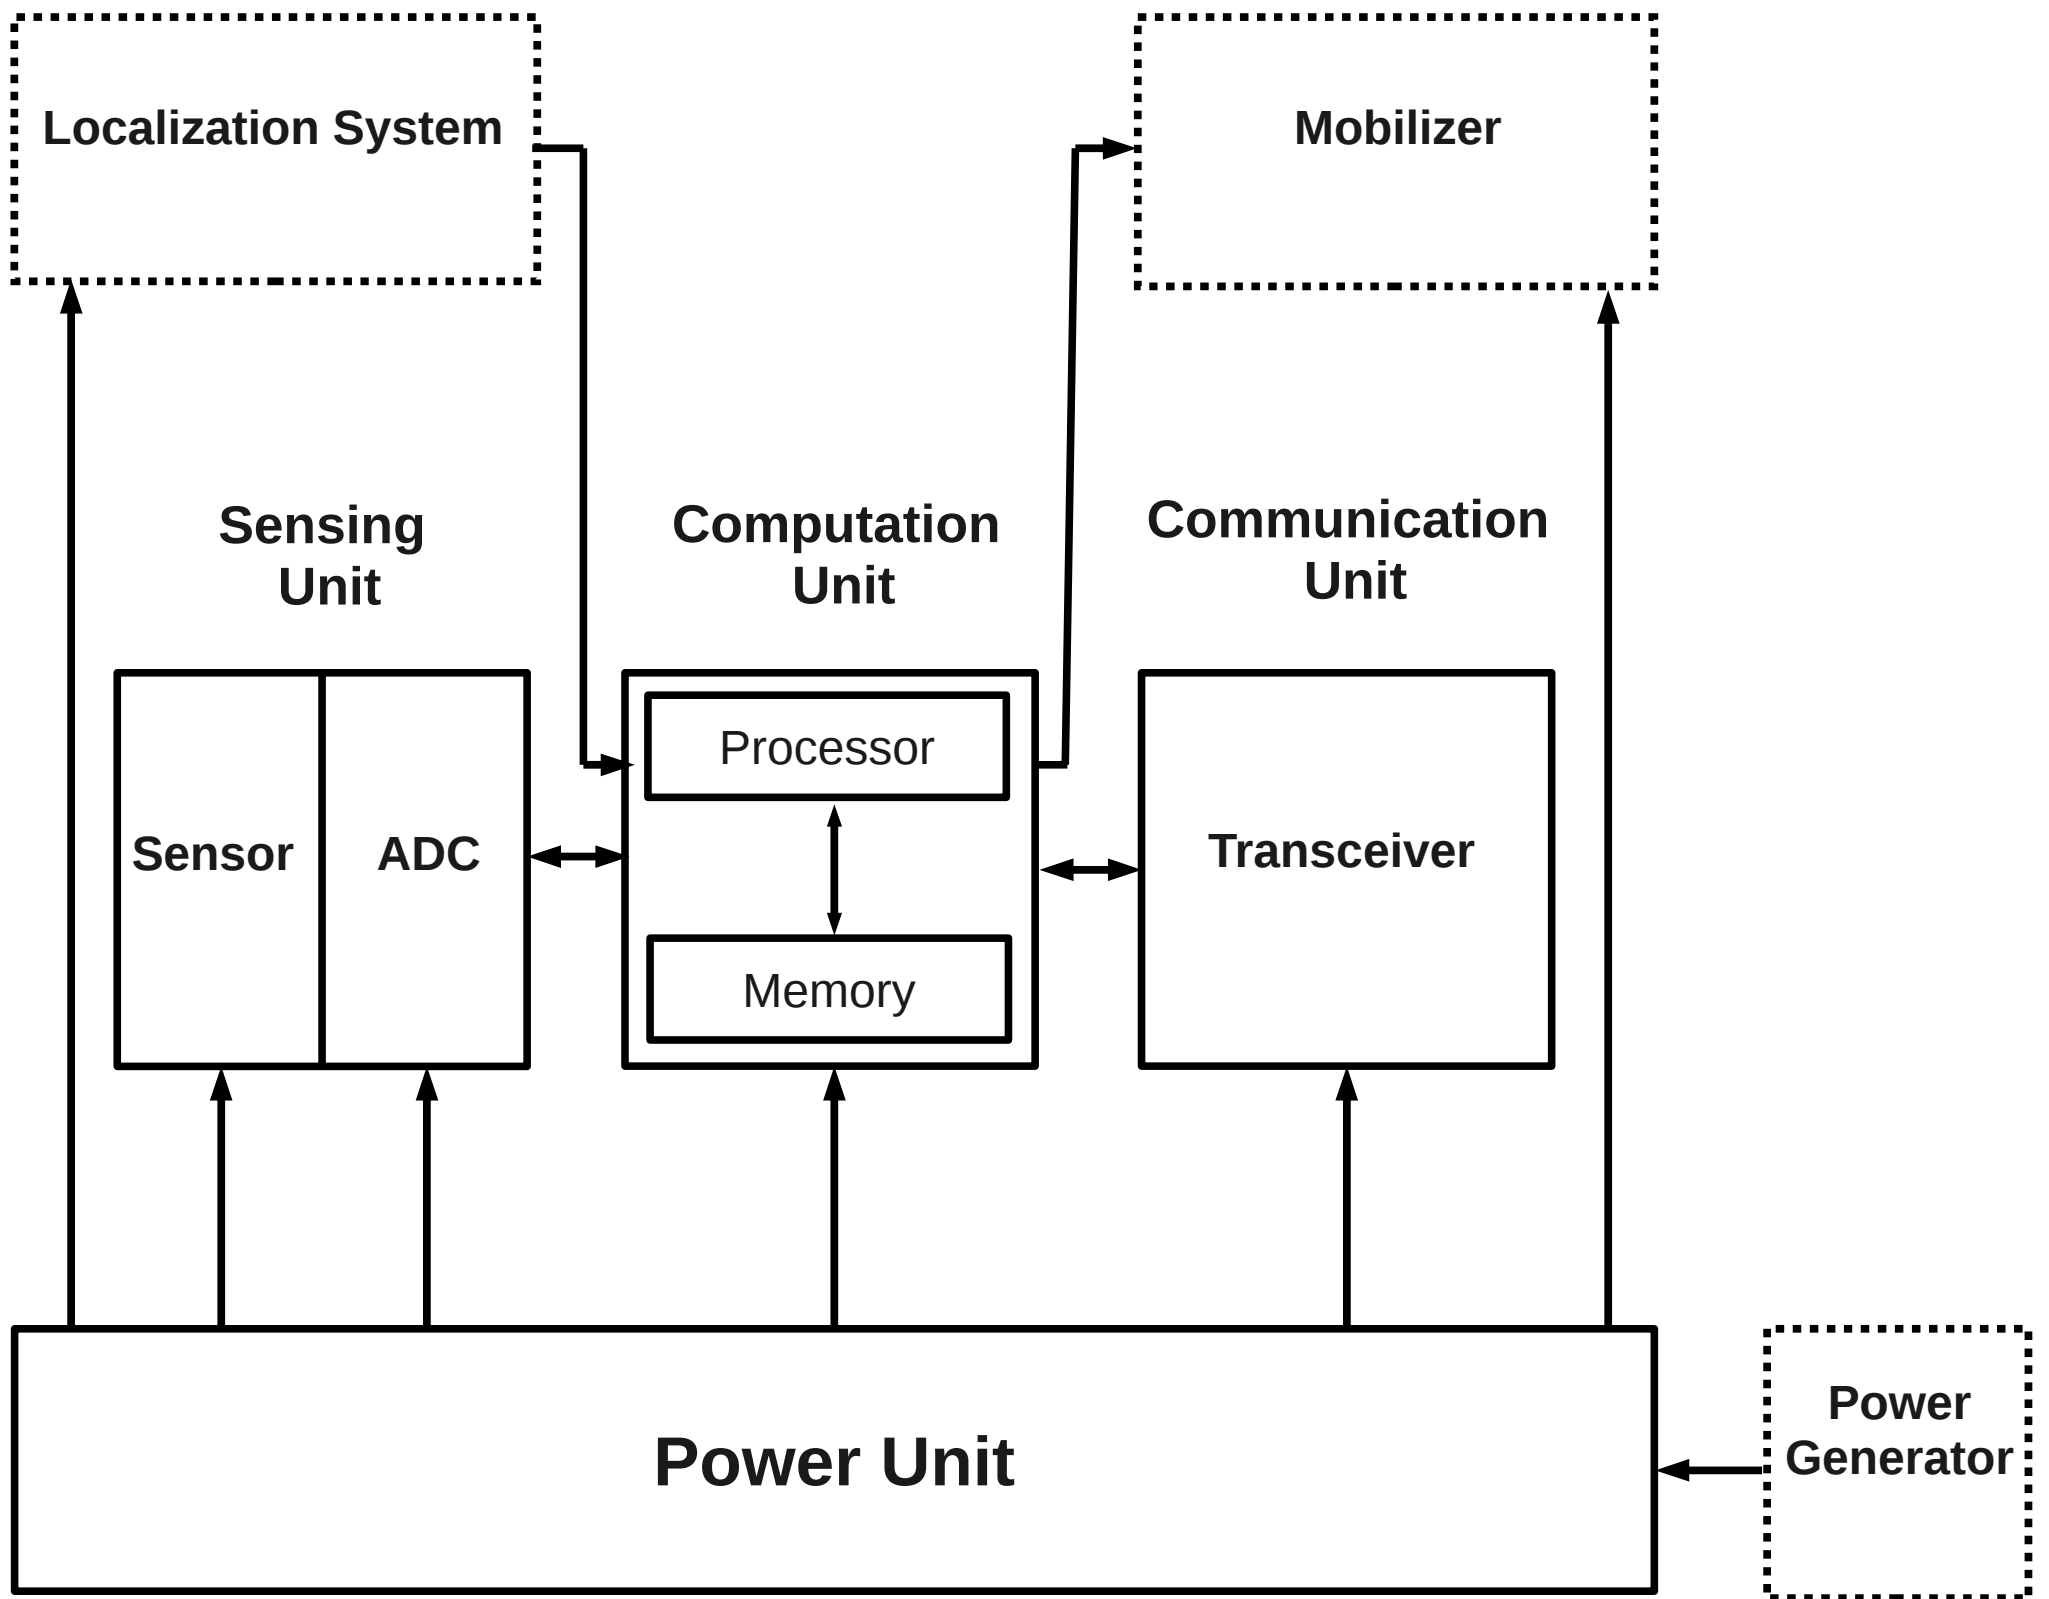 Localization System
Mobilizer
Sensing
Unit
Computation
Unit
Communication
Unit
Sensor
ADC
Processor
Memory
Transceiver
Power Unit
Power
Generator